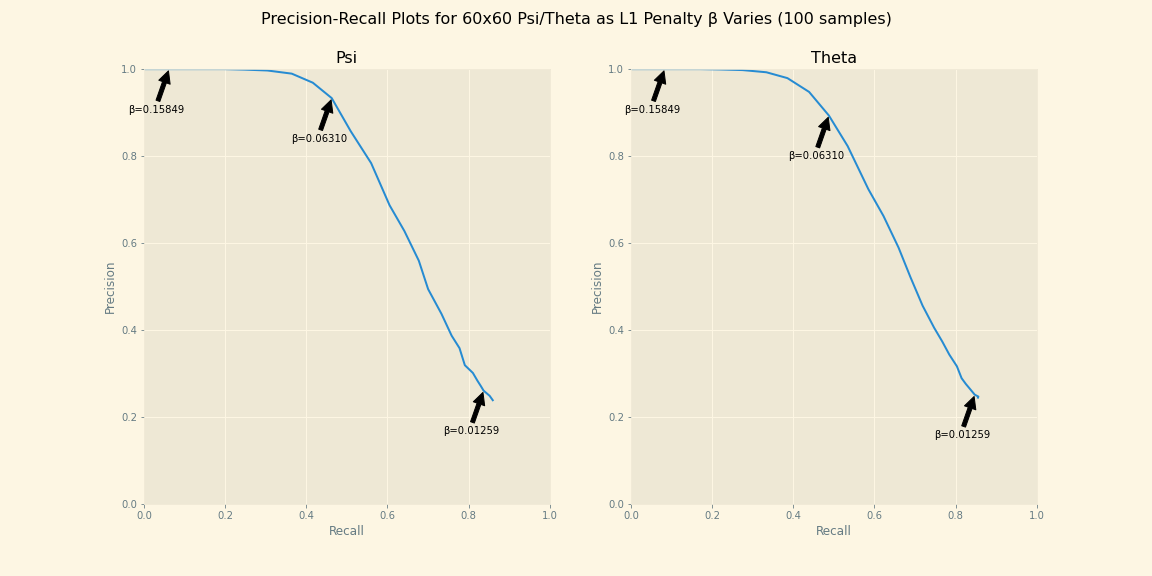 Precision-Recall Plots for 60x60 Psi/Theta as L1 Penalty β Varies (100 samples)
Psi
1.0
0.8
0.6
0.4
0.2
0.0
Precision
β=0.15849
β=0.06310
β=0.01259
0.0 0.2 0.4 0.6 0.8 1.0
Recall
Theta
1.0
0.8
0.6
0.4
0.2
0.0
Precision
β=0.15849
β=0.06310
β=0.01259
0.0 0.2 0.4 0.6 0.8 1.0
Recall